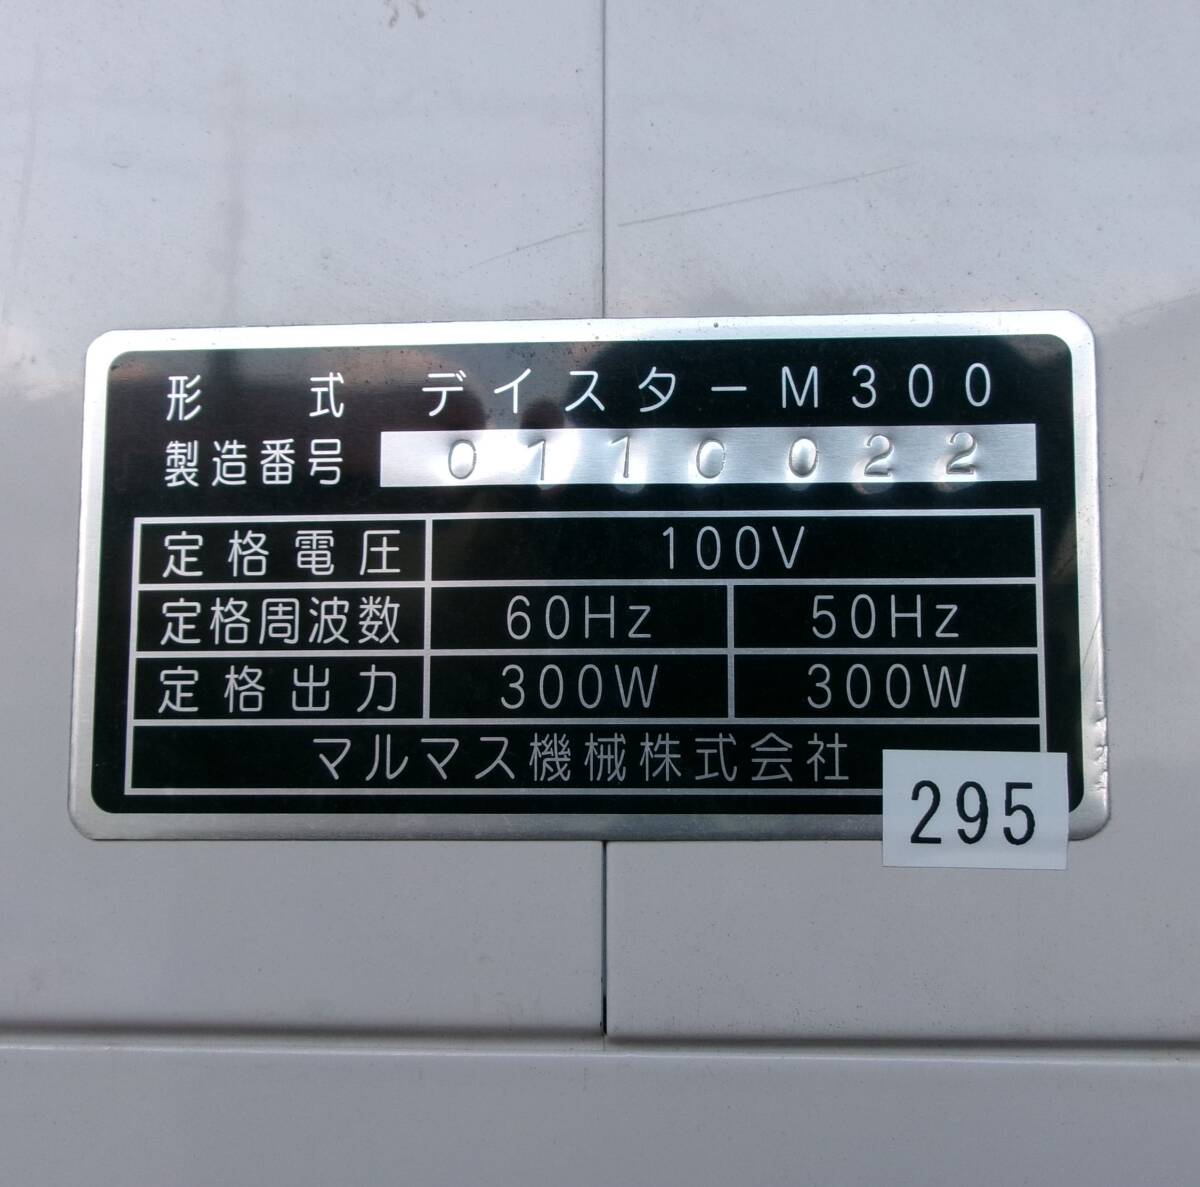 形式 デイスターM300
製造番号 0110022
定格電圧 100V
定格周波数 60Hz 50Hz
定格出力 300W 300W
マルマス機械株式会社
295